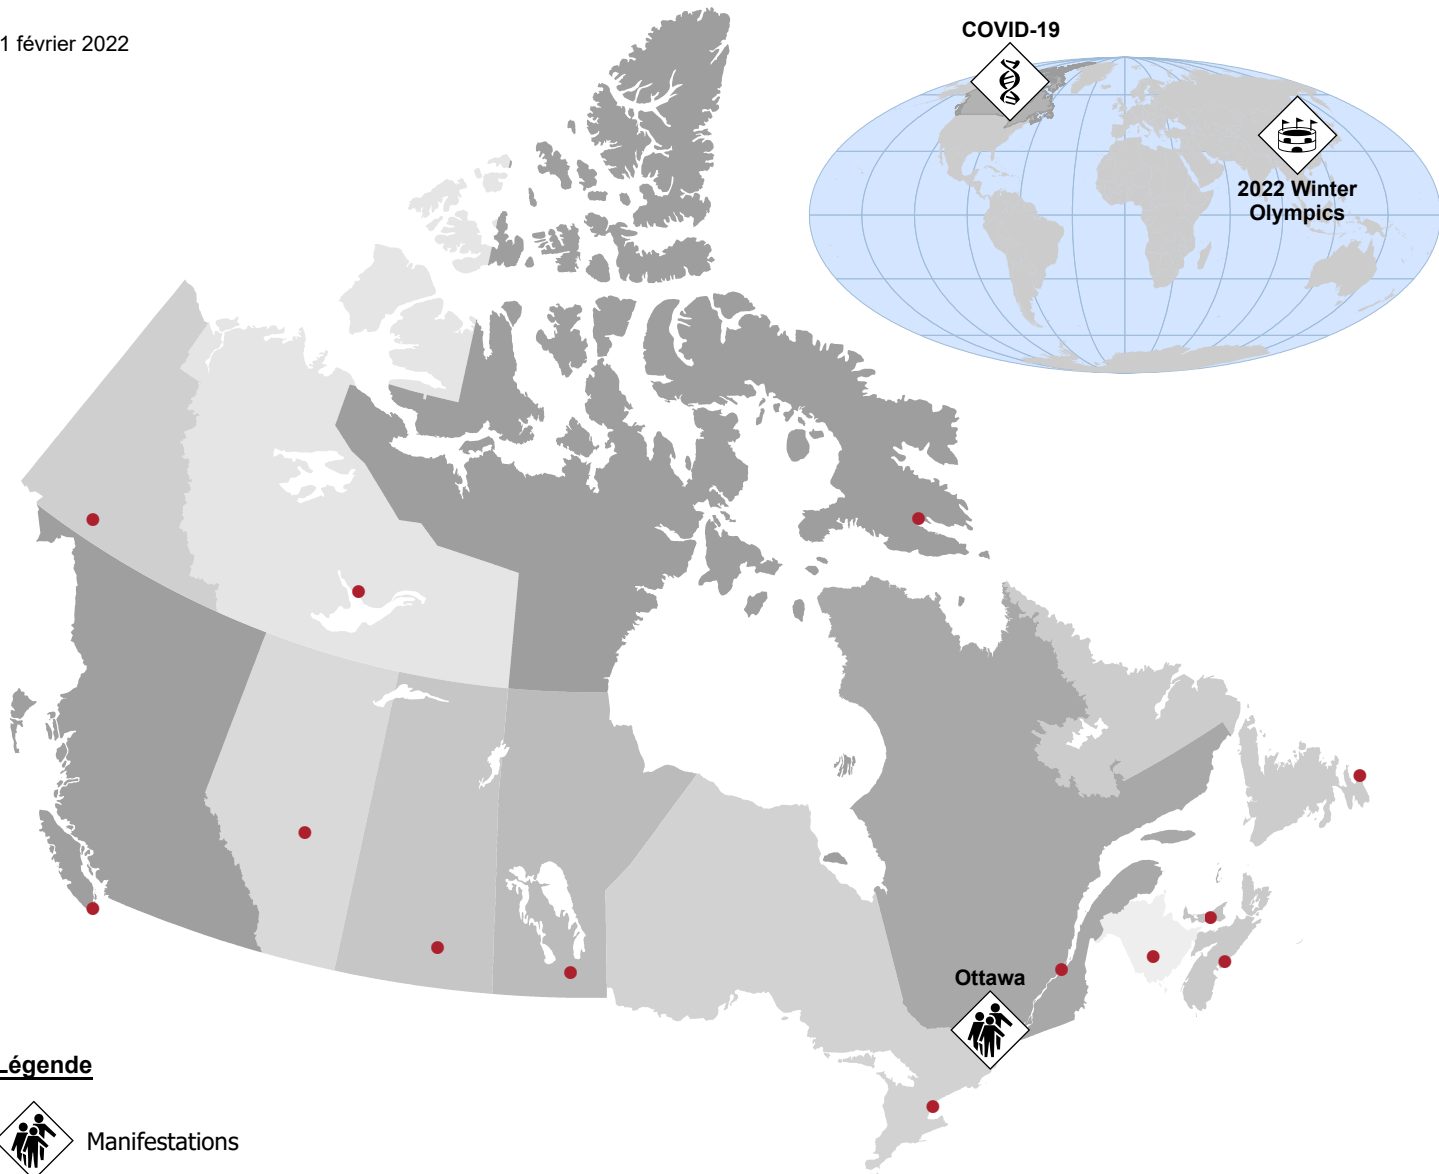 1 février 2022
COVID-19
2022 Winter
Olympics
Ottawa
Légende
Manifestations